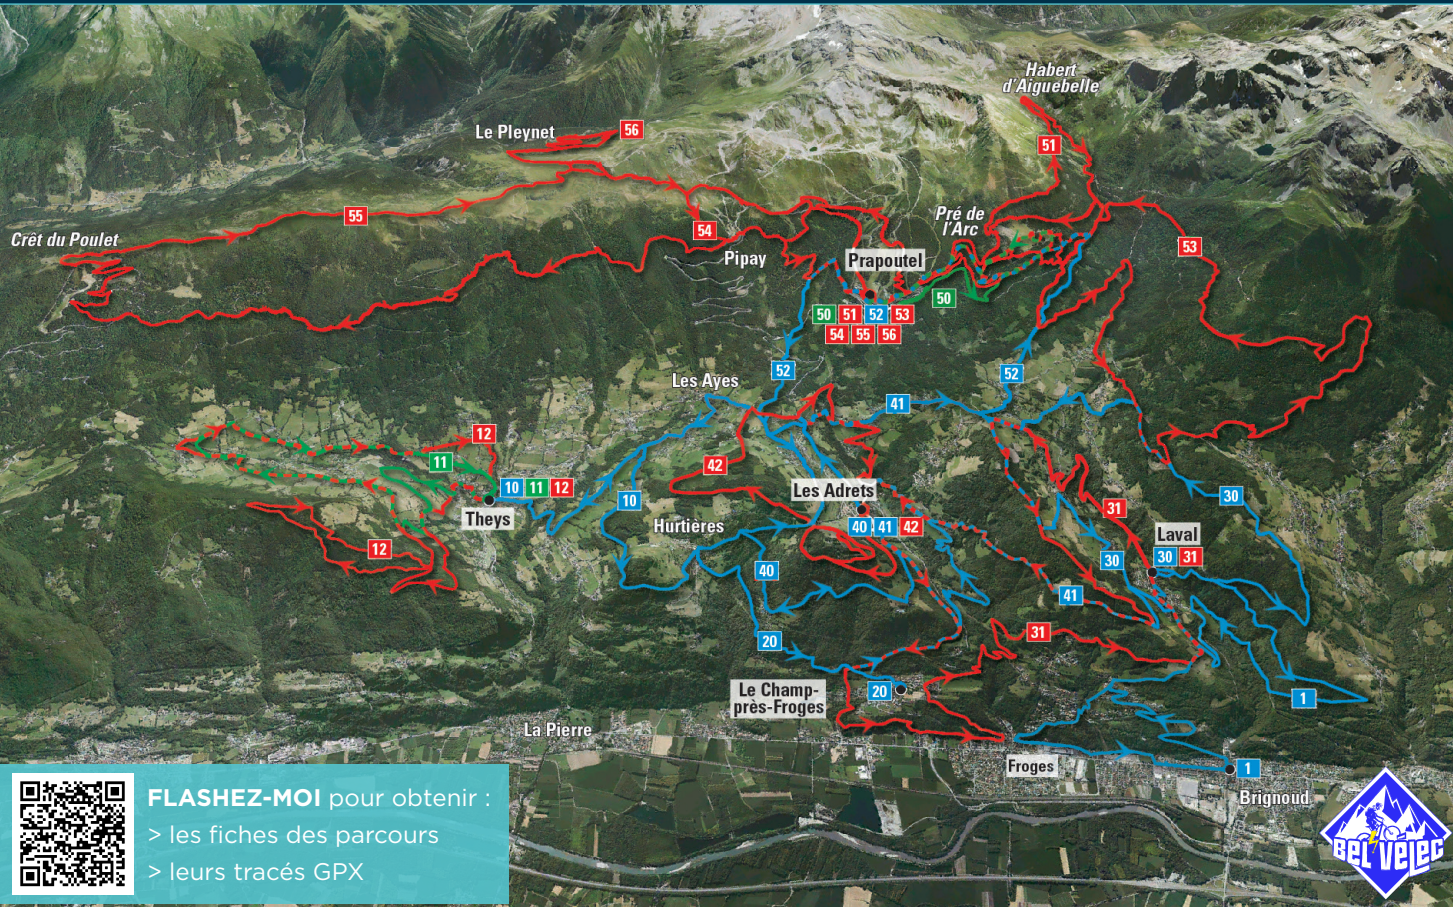 Habert
d'Aiguebelle
Le Pleynet
56
51
55
Pré de
l'Arc
54
Crêt du Poulet
53
Pipay
Prapoutel
50
50 51 52 53
54 55 56
52
52
Les Ayes
41
12
11
42
10 11 12
Theys
10
Les Adrets
30
31
Hurtières
40 41 42
Laval
30 31
12
40
30
41
20
31
Le Champ-
près-Froges
20
1
La Pierre
Froges
1
Brignoud
FLASHEZ-MOI pour obtenir :
> les fiches des parcours
> leurs tracés GPX
BEL'VÉLEC